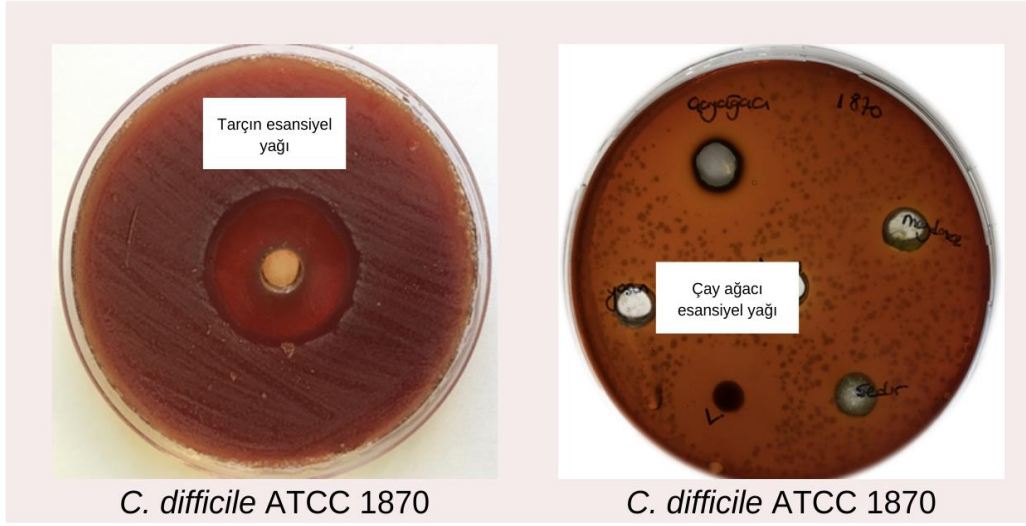 Tarçın esansiyel
yağı
çayağacı
1870
Çay ağacı
esansiyel yağı
sedir
L.
C. difficile ATCC 1870
C. difficile ATCC 1870